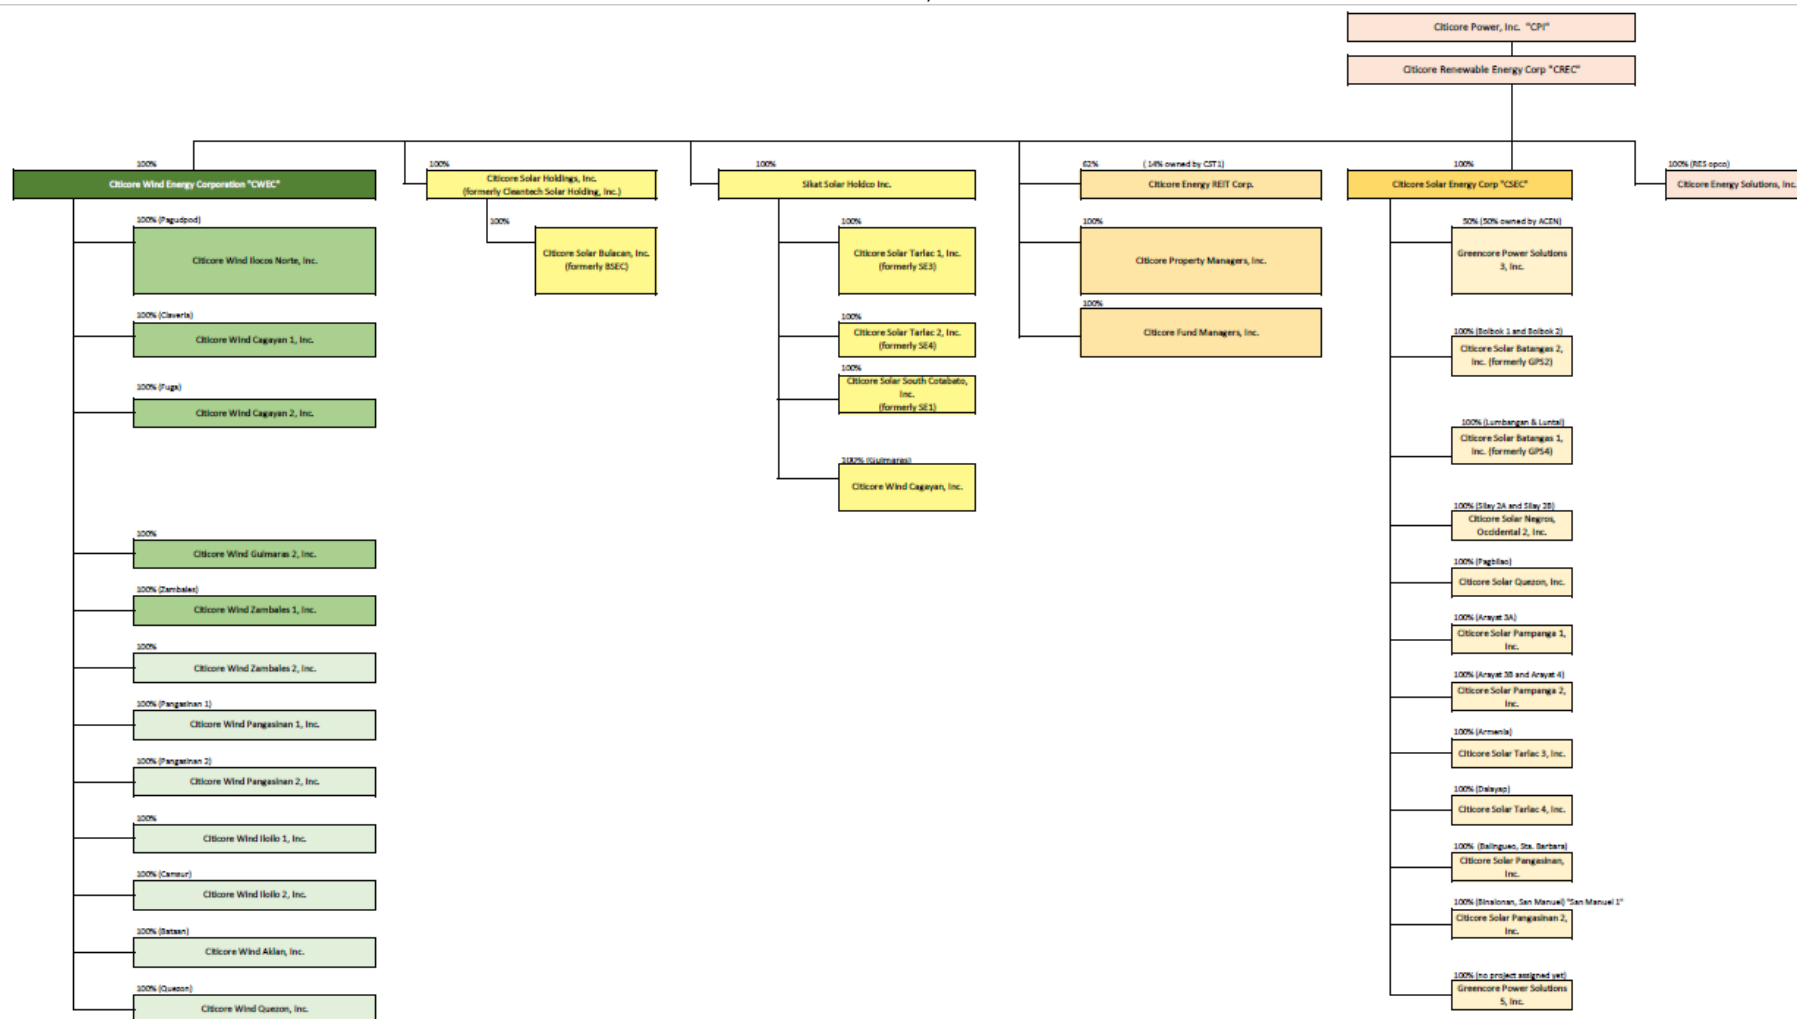 Citicore Power, Inc. "CPI"
Citicore Renewable Energy Corp "CREC"
100%
Citicore Wind Energy Corporation "CWEC"
100% (Pagudpod)
Citicore Wind Ilocos Norte, Inc.
100% (Claveria)
Citicore Wind Cagayan 1, Inc.
100% (Fuga)
Citicore Wind Cagayan 2, Inc.
100%
Citicore Wind Guimaras 2, Inc.
100% (Zambales)
Citicore Wind Zambales 1, Inc.
100%
Citicore Wind Zambales 2, Inc.
100% (Pangasinan 1)
Citicore Wind Pangasinan 1, Inc.
100% (Pangasinan 2)
Citicore Wind Pangasinan 2, Inc.
100%
Citicore Wind Iloilo 1, Inc.
100% (Camsur)
Citicore Wind Iloilo 2, Inc.
100% (Bataan)
Citicore Wind Aklan, Inc.
100% (Quezon)
Citicore Wind Quezon, Inc.
100%
Citicore Solar Holdings, Inc.
(formerly Cleantech Solar Holding, Inc.)
100%
Citicore Solar Bulacan, Inc.
(formerly BSEC)
100%
Sikat Solar Holdco Inc.
100%
Citicore Solar Tarlac 1, Inc.
(formerly SE3)
100%
Citicore Solar Tarlac 2, Inc.
(formerly SE4)
100%
Citicore Solar South Cotabato,
Inc.
(formerly SE1)
100% (Guimaras)
Citicore Wind Cagayan, Inc.
62% ( 14% owned by CST1)
Citicore Energy REIT Corp.
100%
Citicore Property Managers, Inc.
100%
Citicore Fund Managers, Inc.
100%
Citicore Solar Energy Corp "CSEC"
50% (50% owned by ACEN)
Greencore Power Solutions
3, Inc.
100% (Bolbok 1 and Bolbok 2)
Citicore Solar Batangas 2,
Inc. (formerly GPS2)
100% (Lumbangan & Luntal)
Citicore Solar Batangas 1,
Inc. (formerly GPS4)
100% (Silay 2A and Silay 2B)
Citicore Solar Negros,
Occidental 2, Inc.
100% (Pagbilao)
Citicore Solar Quezon, Inc.
100% (Arayat 3A)
Citicore Solar Pampanga 1,
Inc.
100% (Arayat 3B and Arayat 4)
Citicore Solar Pampanga 2,
Inc.
100% (Armenia)
Citicore Solar Tarlac 3, Inc.
100% (Dalayap)
Citicore Solar Tarlac 4, Inc.
100% (Balingueo, Sta. Barbara)
Citicore Solar Pangasinan,
Inc.
100% (Binalonan, San Manuel) "San Manuel 1"
Citicore Solar Pangasinan 2,
Inc.
100% (no project assigned yet)
Greencore Power Solutions
5, Inc.
100% (RES opco)
Citicore Energy Solutions, Inc.